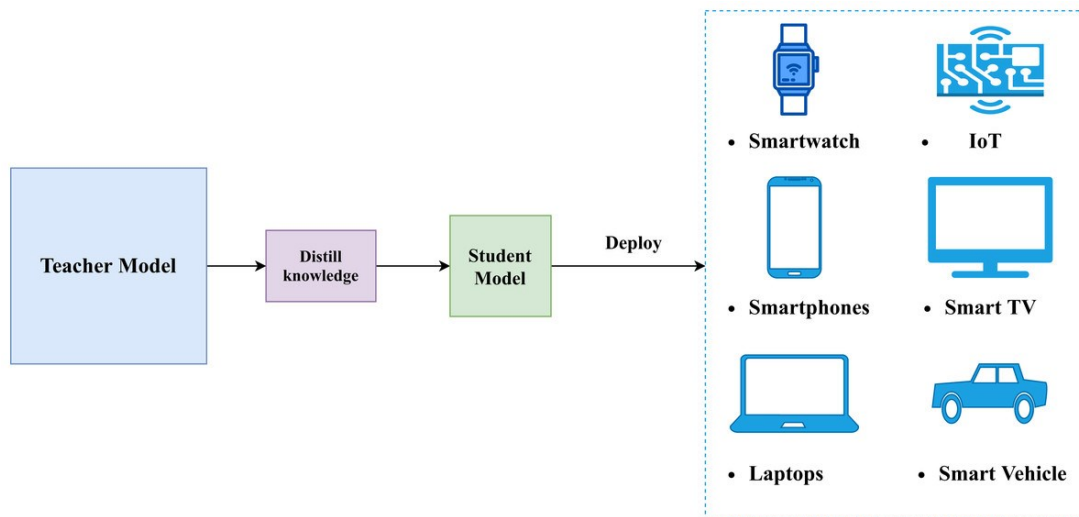 Teacher Model
Distill
knowledge
Student
Model
Deploy
• Smartwatch
• IoT
• Smartphones
• Smart TV
• Laptops
• Smart Vehicle